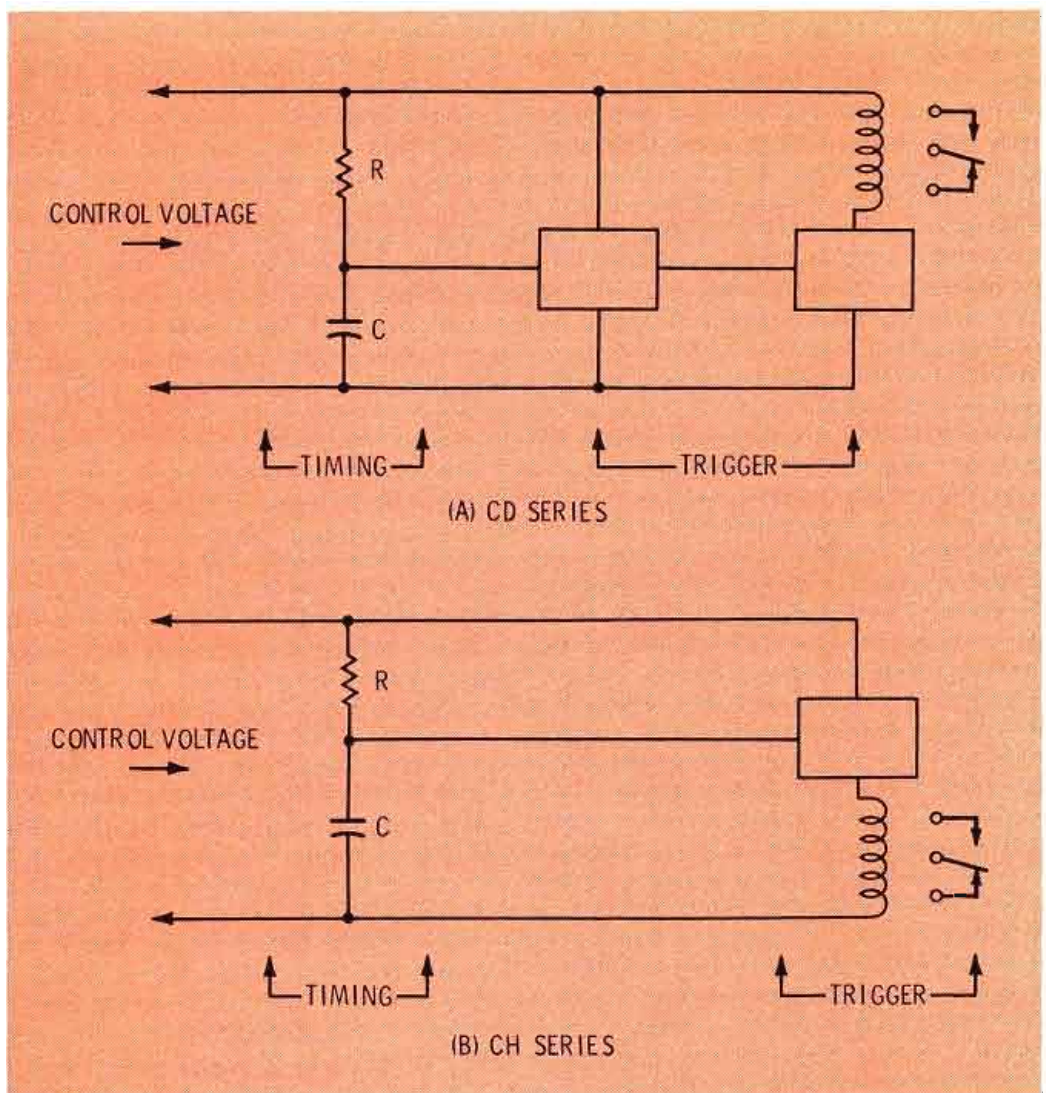 R
CONTROL VOLTAGE
C
TIMING
TRIGGER
(A) CD SERIES
R
CONTROL VOLTAGE
C
TIMING
TRIGGER
(B) CH SERIES